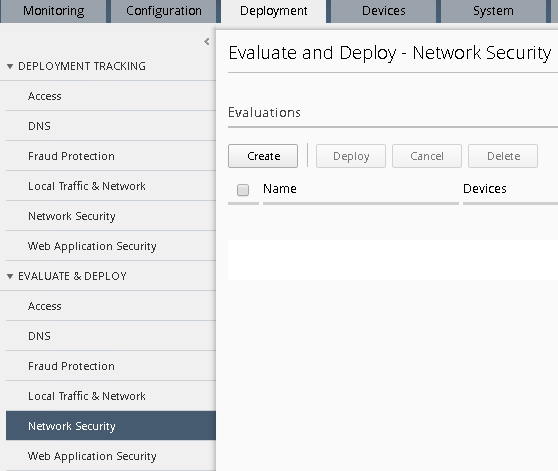 Monitoring Configuration Deployment Devices System
Evaluate and Deploy - Network Security
DEPLOYMENT TRACKING
Access
DNS
Fraud Protection
Local Traffic & Network
Network Security
Web Application Security
EVALUATE & DEPLOY
Access
DNS
Fraud Protection
Local Traffic & Network
Network Security
Web Application Security
Evaluations
Create Deploy Cancel Delete
Name Devices